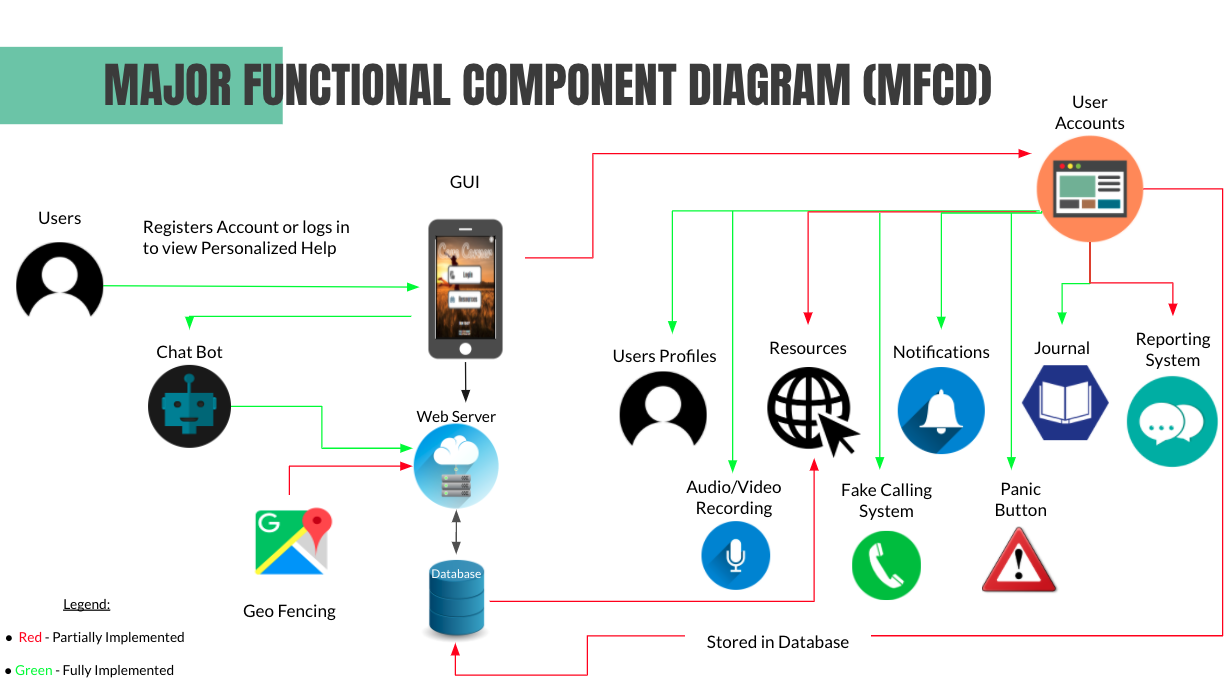 MAJOR FUNCTIONAL COMPONENT DIAGRAM (MFCD)
User
Accounts
GUI
Users
Registers Account or logs in
to view Personalized Help
Login
Resources
Chat Bot
Web Server
Users Profiles
Resources
Notifications
Journal
Reporting
System
Audio/Video
Recording
Fake Calling
System
Panic
Button
G
Database
Geo Fencing
Stored in Database
Legend:
● Red - Partially Implemented
● Green - Fully Implemented